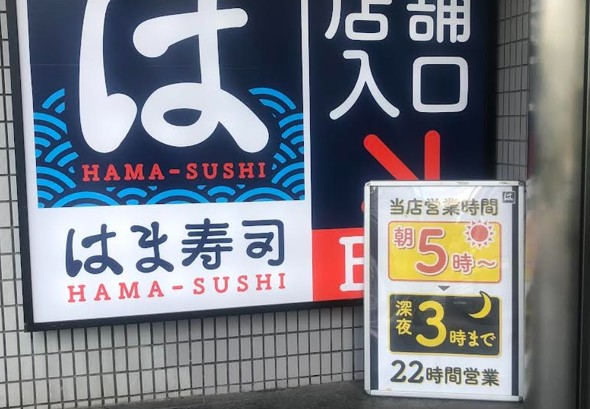 は
HAMA-SUSHI
はま寿司
HAMA-SUSHI
店舗
入口
当店営業時間
朝5時～
深夜3時まで
22時間営業
は